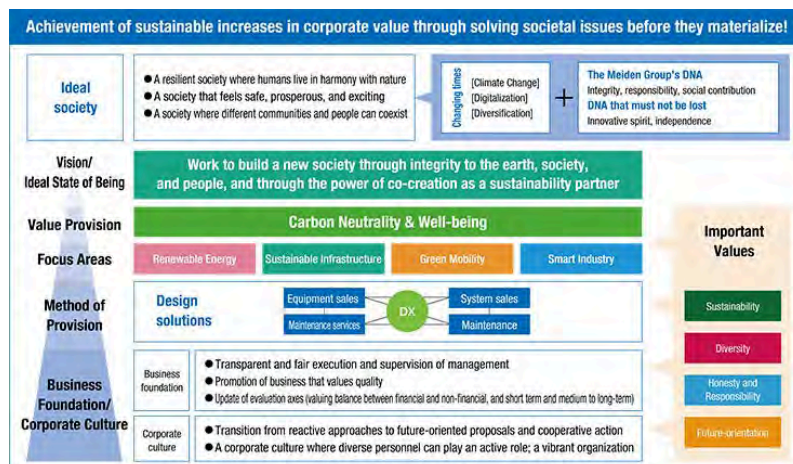 Achievement of sustainable increases in corporate value through solving societal issues before they materialize!
Ideal
society
● A resilient society where humans live in harmony with nature
● A society that feels safe, prosperous, and exciting
● A society where different communities and people can coexist
Changing times
[Climate Change]
[Digitalization]
[Diversification]
+
The Meiden Group's DNA
Integrity, responsibility, social contribution
DNA that must not be lost
Innovative spirit, independence
Vision/
Ideal State of Being
Work to build a new society through integrity to the earth, society,
and people, and through the power of co-creation as a sustainability partner
Value Provision
Carbon Neutrality & Well-being
Focus Areas
Renewable Energy
Sustainable Infrastructure
Green Mobility
Smart Industry
Method of
Provision
Design
solutions
Equipment sales
System sales
DX
Maintenance services
Maintenance
Business
Foundation/
Corporate Culture
Business
foundation
● Transparent and fair execution and supervision of management
● Promotion of business that values quality
● Update of evaluation axes (valuing balance between financial and non-financial, and short term and medium to long-term)
Corporate
culture
● Transition from reactive approaches to future-oriented proposals and cooperative action
● A corporate culture where diverse personnel can play an active role; a vibrant organization
Important
Values
Sustainability
Diversity
Honesty and
Responsibility
Future-orientation